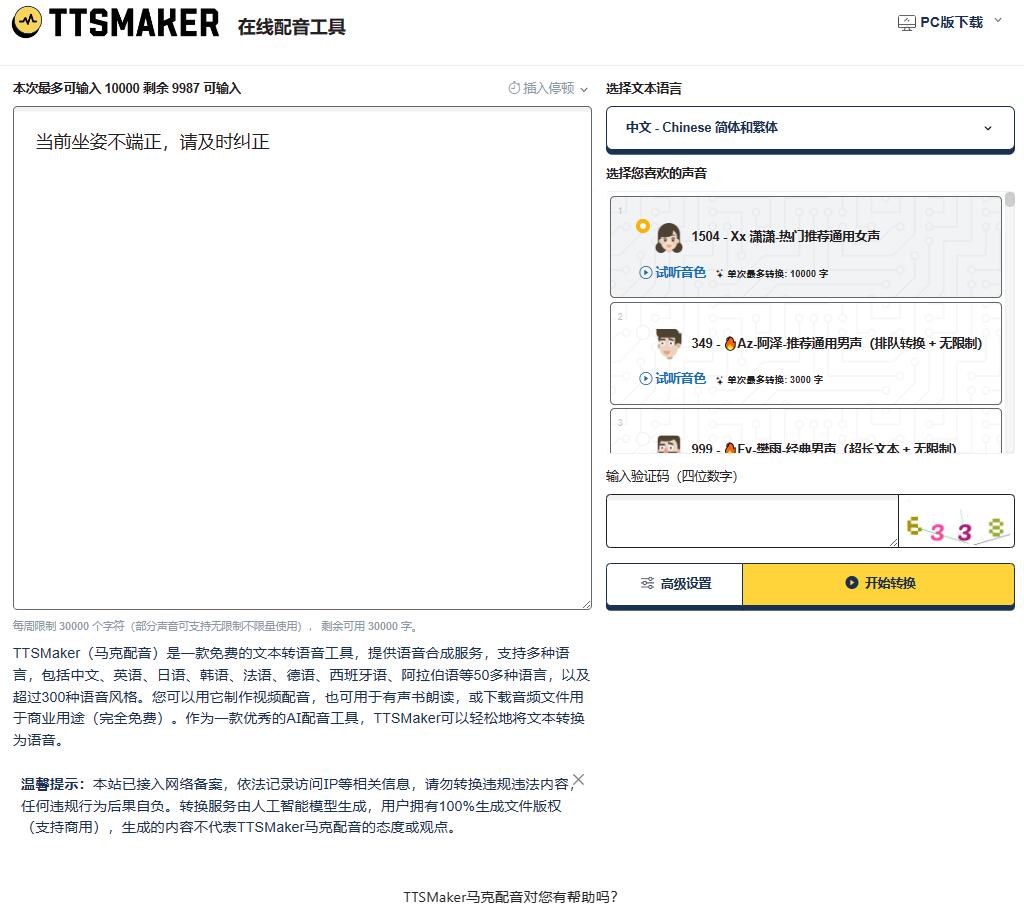 TTSMAKER 在线配音工具
PC版下载
本次最多可输入 10000 剩余 9987 可输入
插入停顿
当前坐姿不端正，请及时纠正
每周限制 30000 个字符（部分声音可支持无限制不限量使用）， 剩余可用 30000 字。
TTSMaker（马克配音）是一款免费的文本转语音工具，提供语音合成服务，支持多种语
言，包括中文、英语、日语、韩语、法语、德语、西班牙语、阿拉伯语等50多种语言，以及
超过300种语音风格。您可以用它制作视频配音，也可用于有声书朗读，或下载音频文件用
于商业用途（完全免费）。作为一款优秀的AI配音工具，TTSMaker可以轻松地将文本转换
为语音。
温馨提示：本站已接入网络备案，依法记录访问IP等相关信息，请勿转换违规违法内容，
任何违规行为后果自负。转换服务由人工智能模型生成，用户拥有100%生成文件版权
（支持商用），生成的内容不代表TTSMaker马克配音的态度或观点。
选择文本语言
中文 - Chinese 简体和繁体
选择您喜欢的声音
1
1504 - Xx 潇潇-热门推荐通用女声
试听音色 单次最多转换: 10000 字
2
349 - 🔥Az-阿泽-推荐通用男声（排队转换 + 无限制）
试听音色 单次最多转换: 3000 字
3
999 - 🔥Fy-樊雨-经典男声（超长文本 + 无限制）
输入验证码（四位数字）
6338
高级设置
开始转换
TTSMaker马克配音对您有帮助吗？